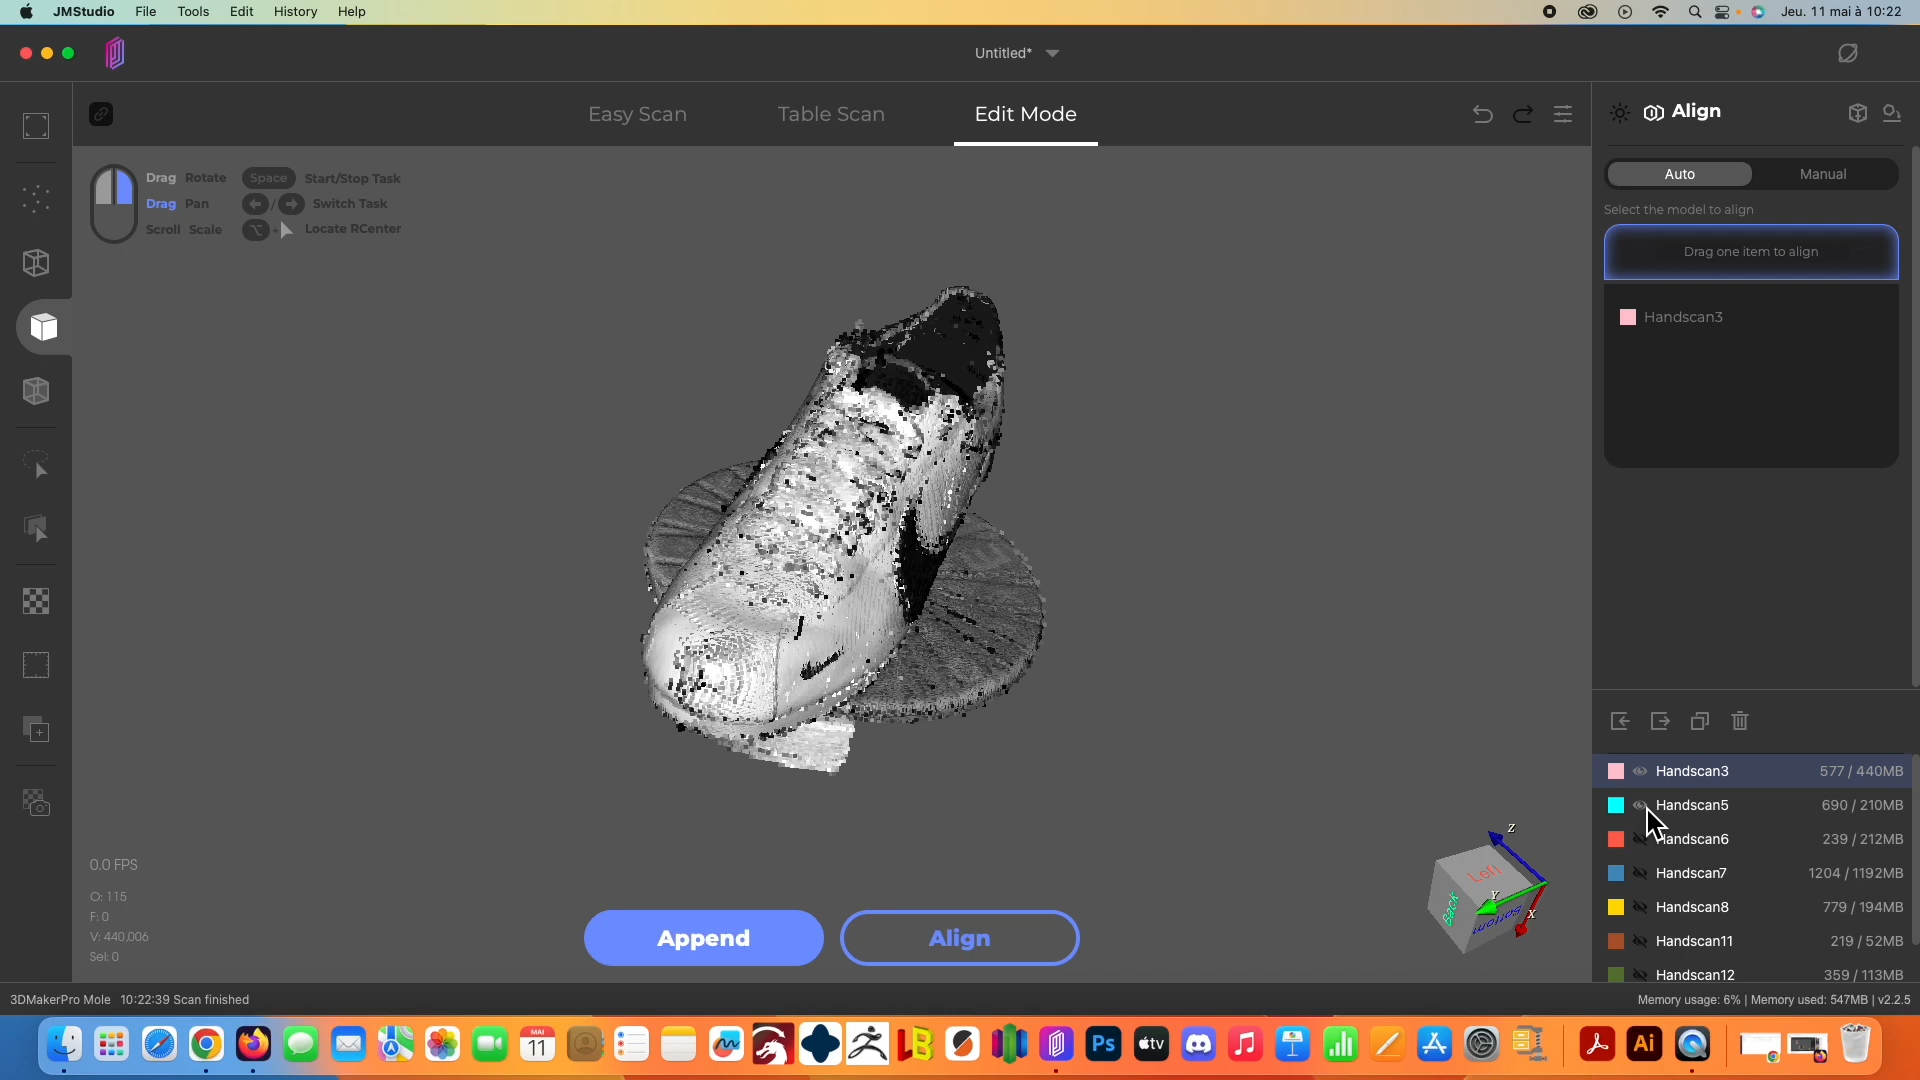 JMStudio File Tools Edit History Help
Jeu. 11 mai à 10:22
Untitled*
Easy Scan Table Scan Edit Mode
Align
Drag Rotate Space Start/Stop Task
Drag Pan / Switch Task
Scroll Scale + Locate RCenter
Auto Manual
Select the model to align
Drag one item to align
Handscan3
Handscan3 577 / 440MB
Handscan5 690 / 210MB
Handscan6 239 / 212MB
Handscan7 1204 / 1192MB
Handscan8 779 / 194MB
Handscan11 219 / 52MB
Handscan12 359 / 113MB
Z
Left
Back
Y
Bottom
X
0.0 FPS
O: 115
F: 0
V: 440,006
Sel: 0
Append Align
3DMakerPro Mole 10:22:39 Scan finished
Memory usage: 6% | Memory used: 547MB | v2.2.5
MAI
11
Ps
tv
Ai